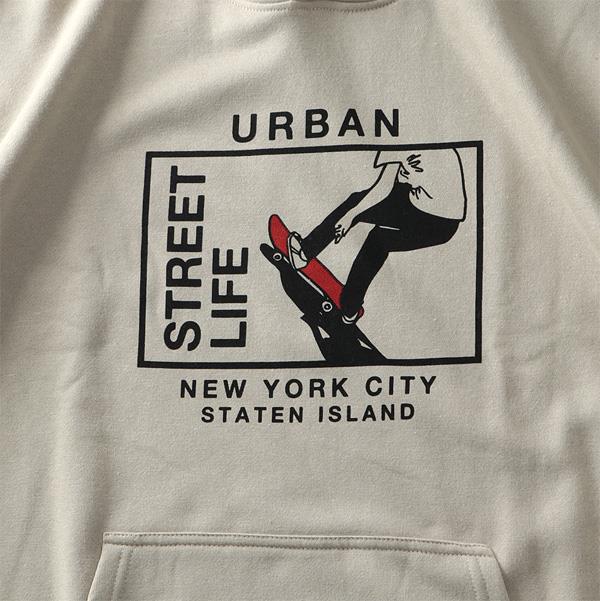 URBAN
STREET
LIFE
NEW YORK CITY
STATEN ISLAND